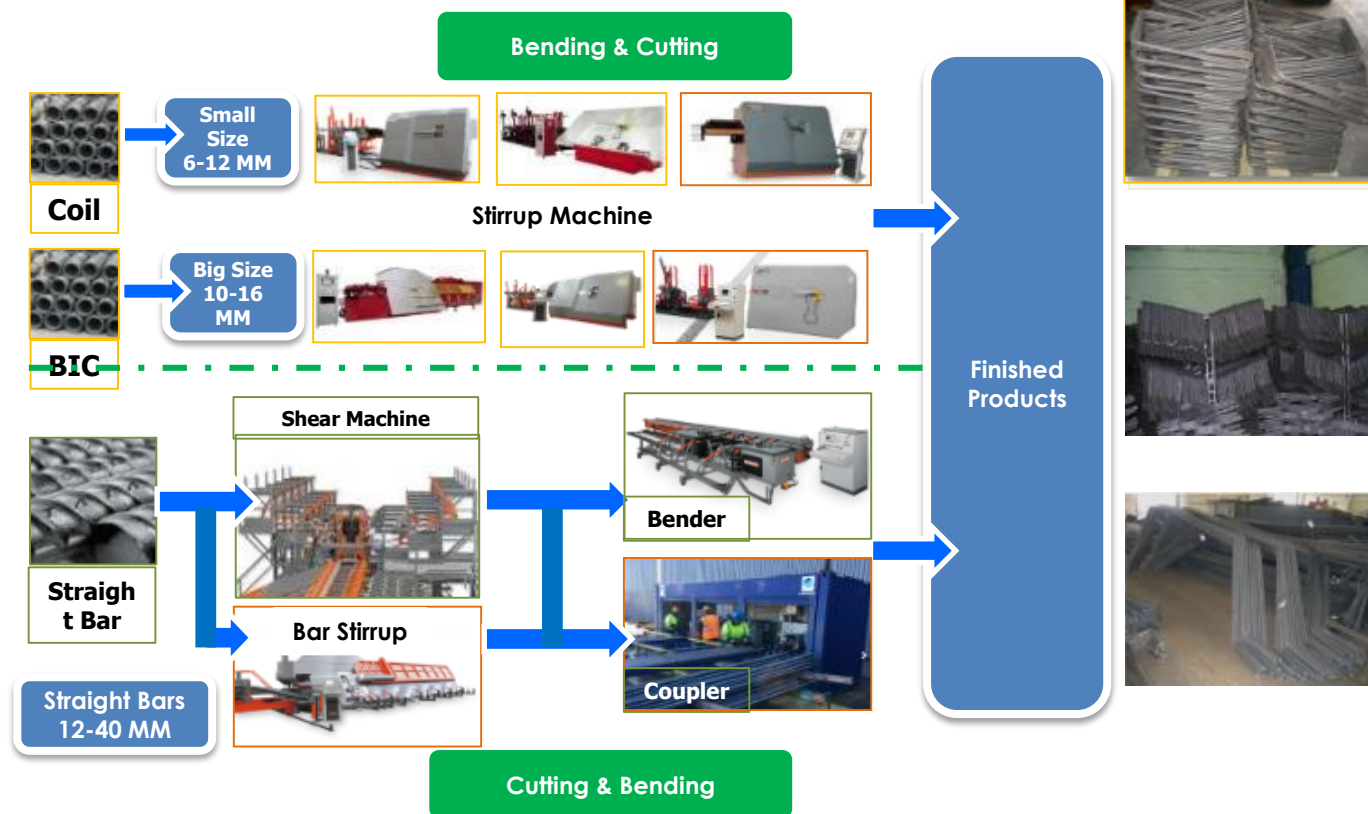 Bending & Cutting
Small
Size
6-12 MM
Coil
Stirrup Machine
Big Size
10-16
MM
BIC
Finished
Products
Shear Machine
Bender
Straigh
t Bar
Bar Stirrup
Coupler
Straight Bars
12-40 MM
Cutting & Bending